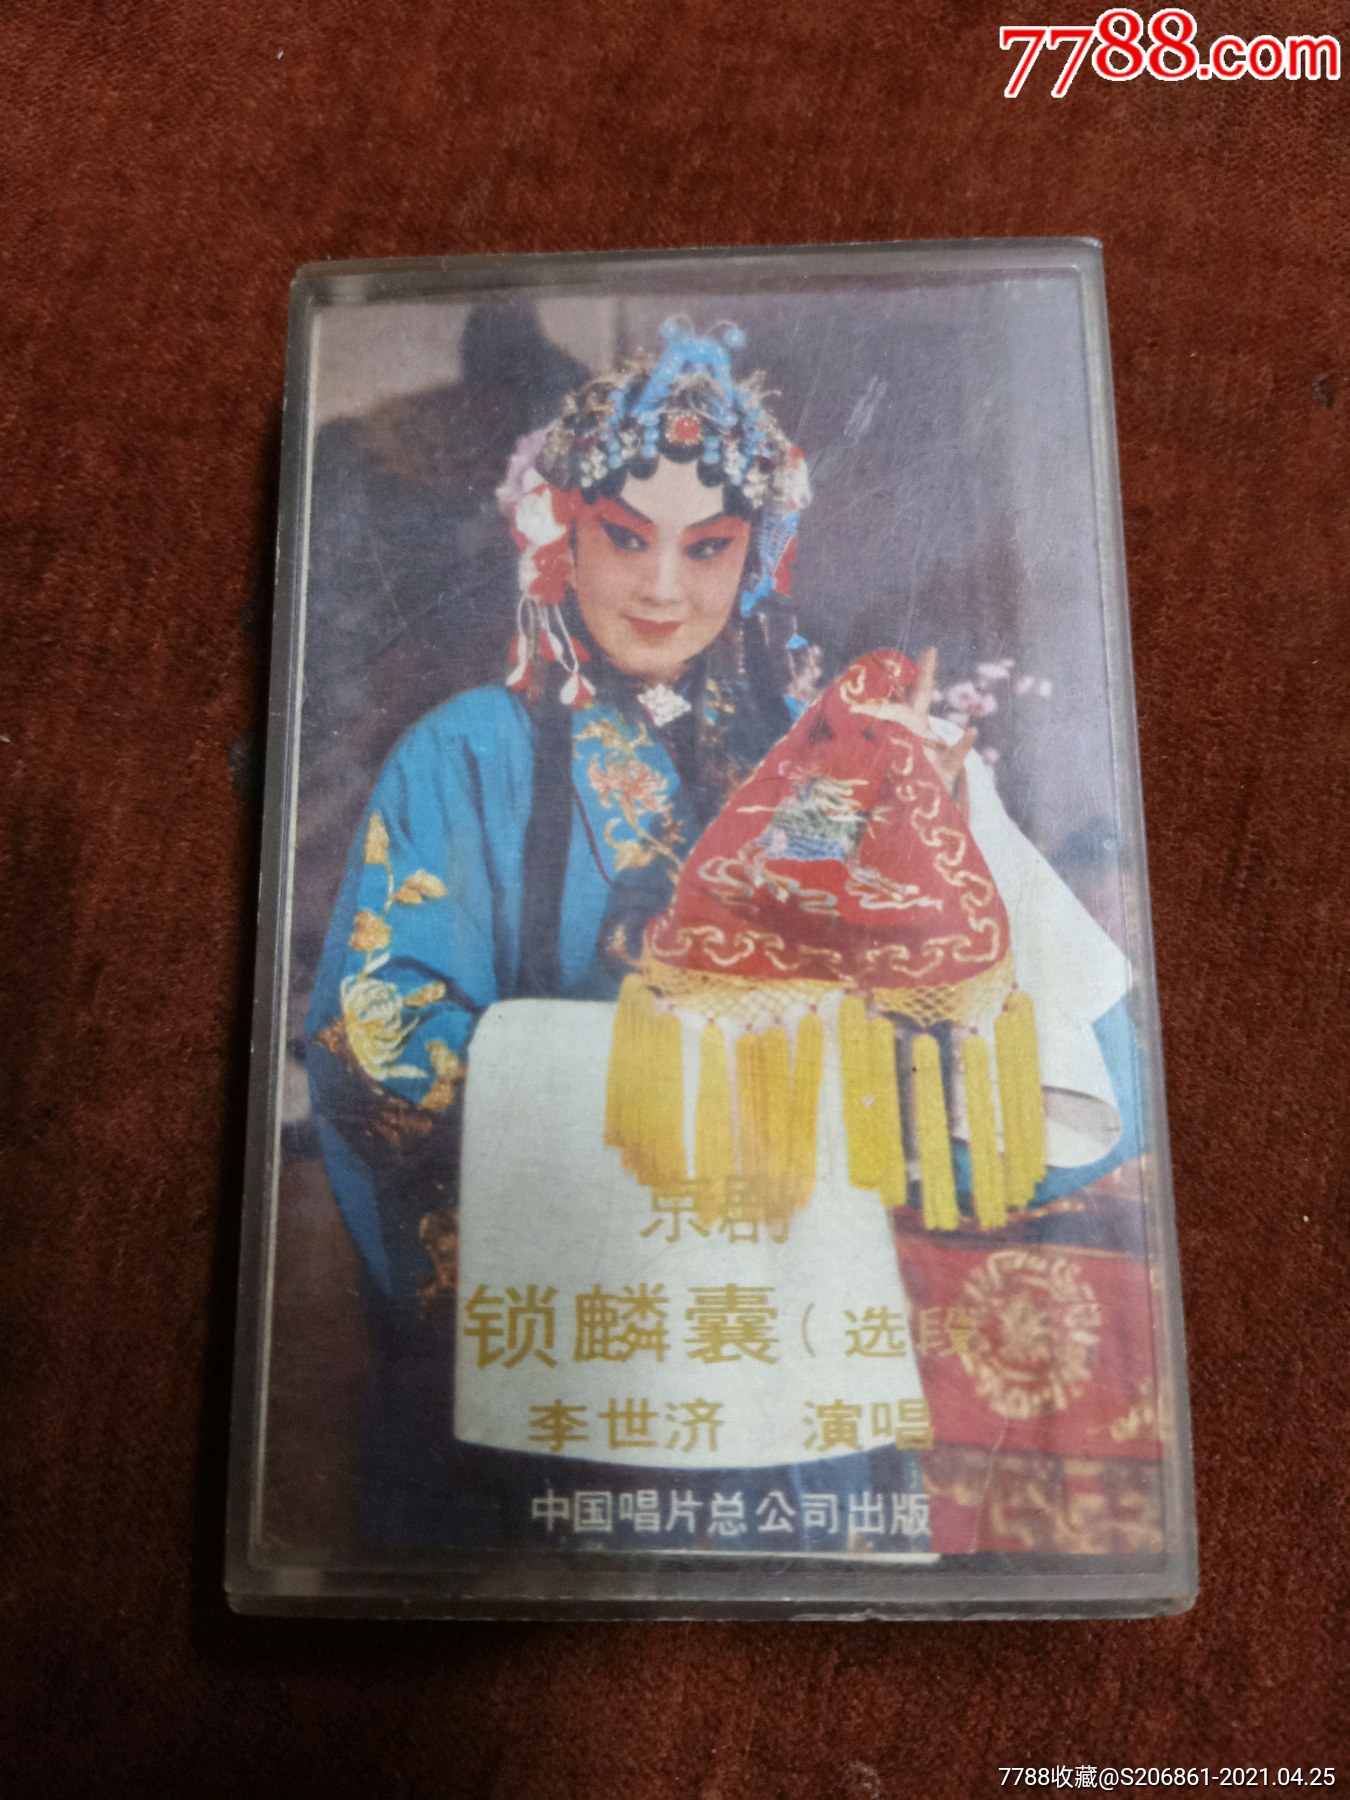 7788.com
京剧
锁麟囊（选段
李世济 演唱
中国唱片总公司出版
7788收藏@S206861-2021.04.25